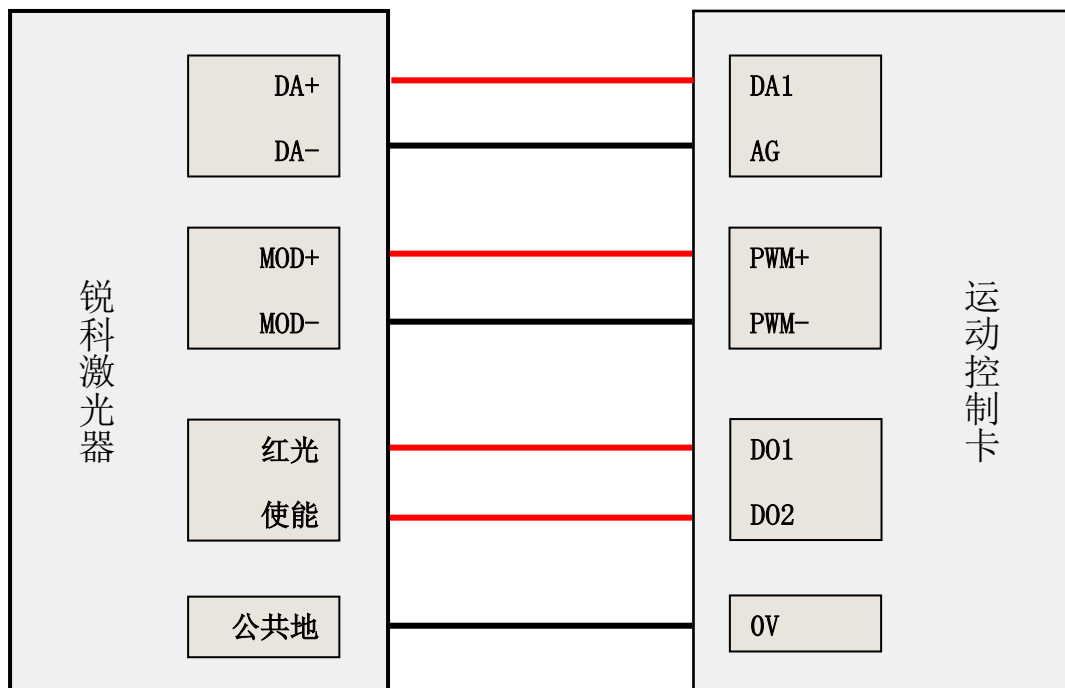 锐科激光器
DA+
DA-
MOD+
MOD-
红光
使能
公共地
DA1
AG
PWM+
PWM-
DO1
DO2
0V
运动控制卡